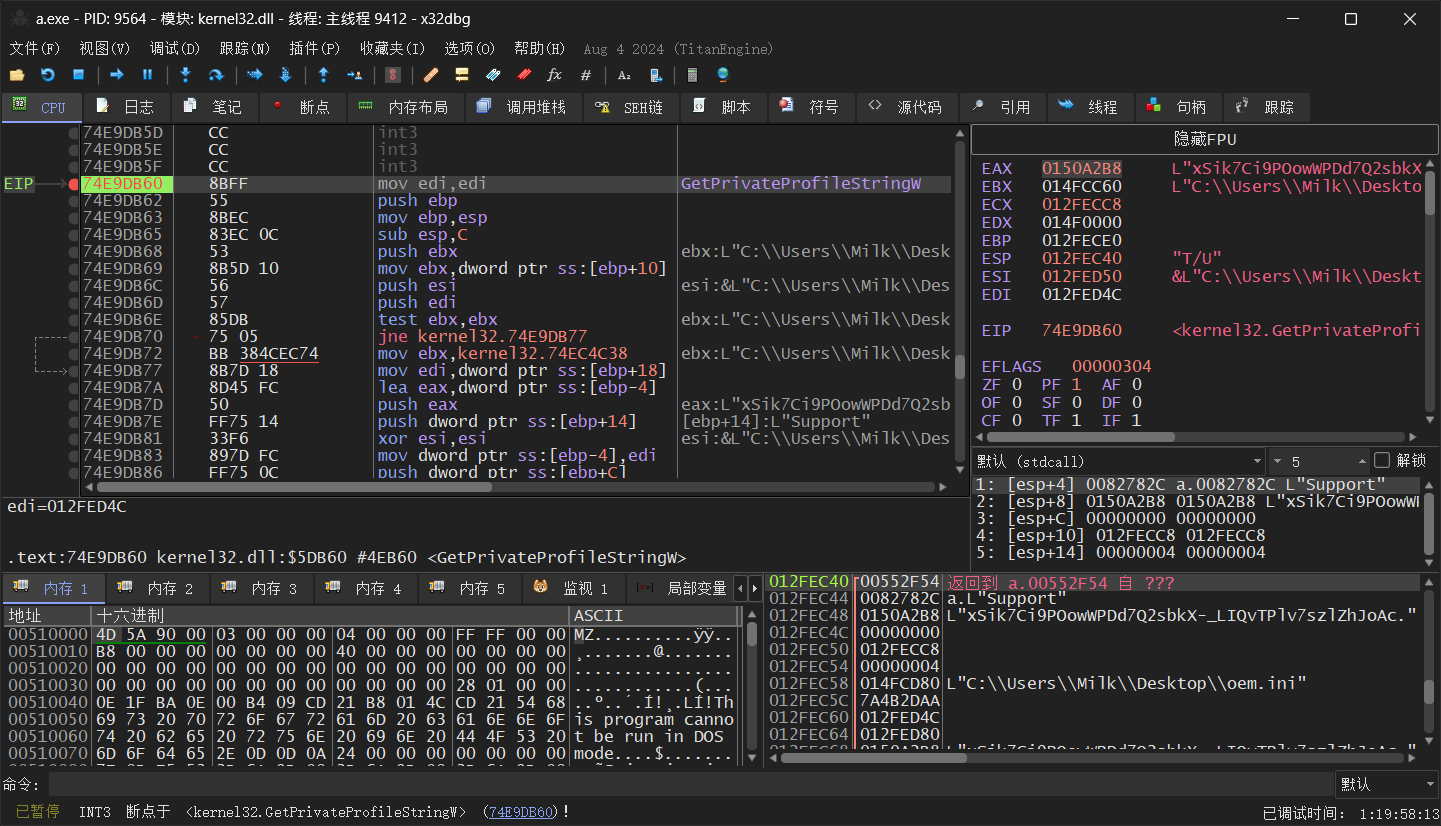 a.exe - PID: 9564 - 模块: kernel32.dll - 线程: 主线程 9412 - x32dbg
文件(F) 视图(V) 调试(D) 跟踪(N) 插件(P) 收藏夹(I) 选项(O) 帮助(H) Aug 4 2024 (TitanEngine)
CPU 日志 笔记 断点 内存布局 调用堆栈 SEH链 脚本 符号 源代码 引用 线程 句柄 跟踪
74E9DB5D CC int3
74E9DB5E CC int3
74E9DB5F CC int3
EIP 74E9DB60 8BFF mov edi,edi GetPrivateProfileStringW
74E9DB62 55 push ebp
74E9DB63 8BEC mov ebp,esp
74E9DB65 83EC 0C sub esp,C
74E9DB68 53 push ebx ebx:L"C:\\Users\\Milk\\Desk
74E9DB69 8B5D 10 mov ebx,dword ptr ss:[ebp+10]
74E9DB6C 56 push esi esi:&L"C:\\Users\\Milk\\Des
74E9DB6D 57 push edi
74E9DB6E 85DB test ebx,ebx ebx:L"C:\\Users\\Milk\\Desk
74E9DB70 75 05 jne kernel32.74E9DB77
74E9DB72 BB 384CEC74 mov ebx,kernel32.74EC4C38 ebx:L"C:\\Users\\Milk\\Desk
74E9DB77 8B7D 18 mov edi,dword ptr ss:[ebp+18]
74E9DB7A 8D45 FC lea eax,dword ptr ss:[ebp-4]
74E9DB7D 50 push eax eax:L"xSik7Ci9POowWPDd7Q2sb
74E9DB7E FF75 14 push dword ptr ss:[ebp+14] [ebp+14]:L"Support"
74E9DB81 33F6 xor esi,esi esi:&L"C:\\Users\\Milk\\Des
74E9DB83 897D FC mov dword ptr ss:[ebp-4],edi
74E9DB86 FF75 0C push dword ptr ss:[ebp+C]
edi=012FED4C
.text:74E9DB60 kernel32.dll:$5DB60 #4EB60 <GetPrivateProfileStringW>
隐藏FPU
EAX 0150A2B8 L"xSik7Ci9POowWPDd7Q2sbkX
EBX 014FCC60 L"C:\\Users\\Milk\\Deskto
ECX 012FECC8
EDX 014F0000
EBP 012FECE0
ESP 012FEC40 "T/U"
ESI 012FED50 &L"C:\\Users\\Milk\\Deskt
EDI 012FED4C
EIP 74E9DB60 <kernel32.GetPrivateProfi
EFLAGS 00000304
ZF 0 PF 1 AF 0
OF 0 SF 0 DF 0
CF 0 TF 1 IF 1
默认 (stdcall) 5 解锁
1: [esp+4] 0082782C a.0082782C L"Support"
2: [esp+8] 0150A2B8 0150A2B8 L"xSik7Ci9POowWF
3: [esp+C] 00000000 00000000
4: [esp+10] 012FECC8 012FECC8
5: [esp+14] 00000004 00000004
内存 1 内存 2 内存 3 内存 4 内存 5 监视 1 局部变量
地址 十六进制 ASCII
00510000 4D 5A 90 00 03 00 00 00 04 00 00 00 FF FF 00 00 MZ..........ÿÿ..
00510010 B8 00 00 00 00 00 00 00 40 00 00 00 00 00 00 00 ¸.......@.......
00510020 00 00 00 00 00 00 00 00 00 00 00 00 00 00 00 00 ................
00510030 00 00 00 00 00 00 00 00 00 00 00 00 28 01 00 00 ............(...
00510040 0E 1F BA 0E 00 B4 09 CD 21 B8 01 4C CD 21 54 68 ..º..´.Í!¸.LÍ!Th
00510050 69 73 20 70 72 6F 67 72 61 6D 20 63 61 6E 6E 6F is program canno
00510060 74 20 62 65 20 72 75 6E 20 69 6E 20 44 4F 53 20 t be run in DOS
00510070 6D 6F 64 65 2E 0D 0D 0A 24 00 00 00 00 00 00 00 mode....$.......
012FEC40 00552F54 返回到 a.00552F54 自 ???
012FEC44 0082782C a.L"Support"
012FEC48 0150A2B8 L"xSik7Ci9POowWPDd7Q2sbkX-_LIQvTPlv7szlZhJoAc."
012FEC4C 00000000
012FEC50 012FECC8
012FEC54 00000004
012FEC58 014FCD80 L"C:\\Users\\Milk\\Desktop\\oem.ini"
012FEC5C 7A4B2DAA
012FEC60 012FED4C
012FEC64 012FED80
012FEC68 0150A2B8 L"xSik7Ci9POowWPDd7Q2sbkX-_LIQvTPlv7szlZhJoAc."
命令: 默认
已暂停 INT3 断点于 <kernel32.GetPrivateProfileStringW> (74E9DB60)! 已调试时间: 1:19:58:13